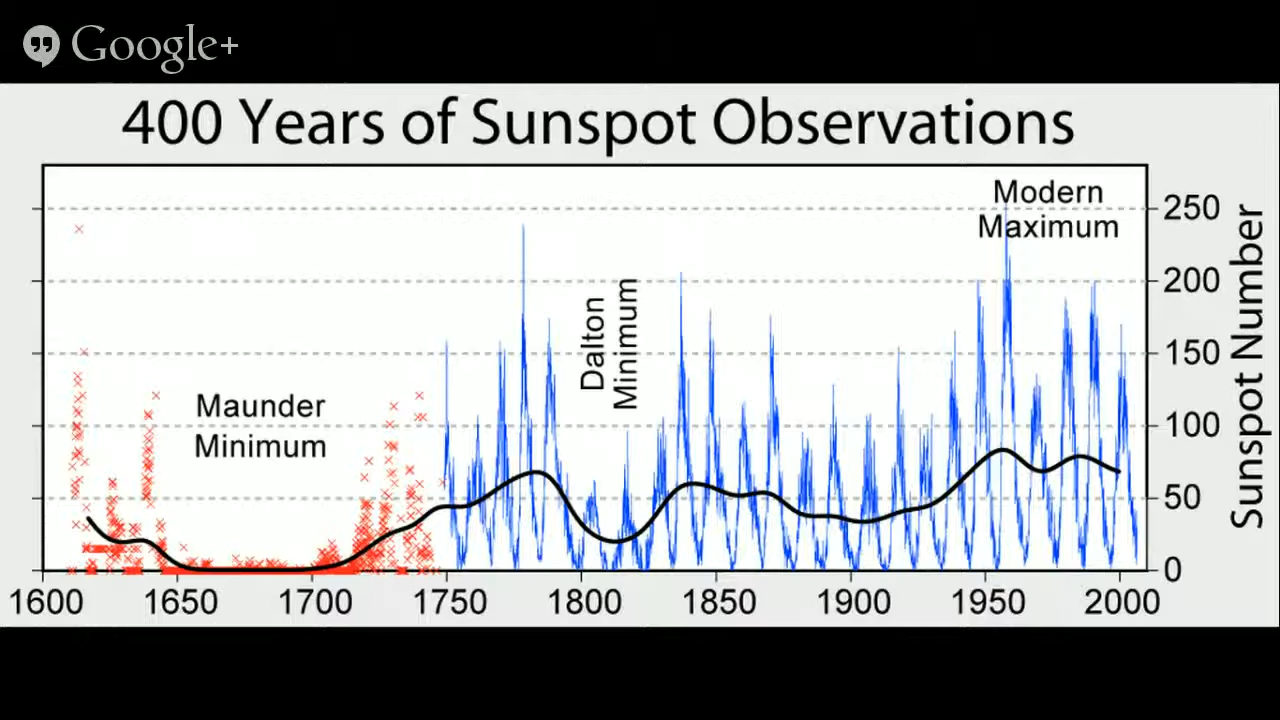 Google+
400 Years of Sunspot Observations
Modern
Maximum
250
200
150
100
50
0
Sunspot Number
Dalton
Minimum
Maunder
Minimum
1600 1650 1700 1750 1800 1850 1900 1950 2000